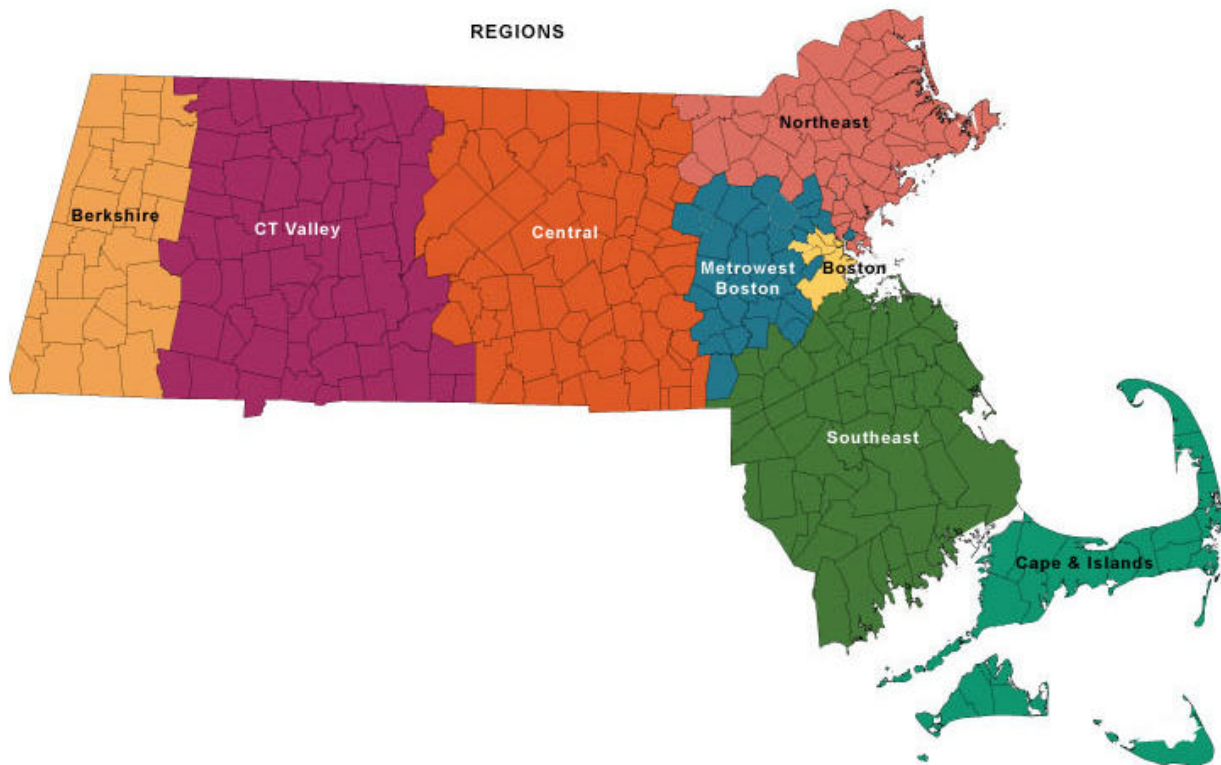 REGIONS
Northeast
Berkshire
CT Valley
Central
Metrowest
Boston
Boston
Southeast
Cape & Islands